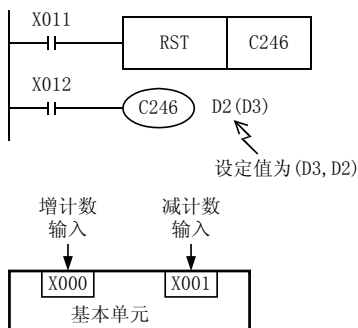 X011
RST C246
X012
C246 D2(D3)
设定值为(D3,D2)
增计数 减计数
输入 输入
X000 X001
基本单元